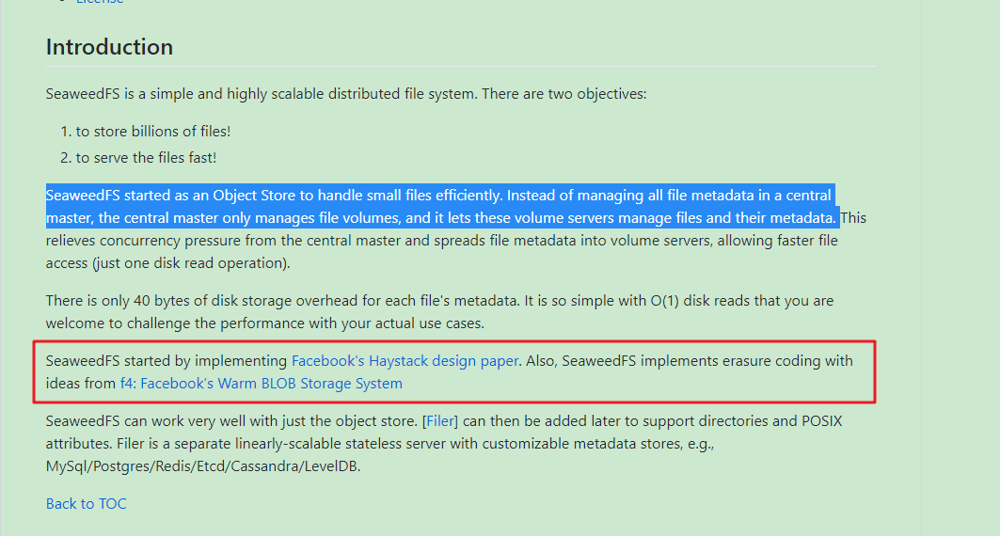 License
Introduction
SeaweedFS is a simple and highly scalable distributed file system. There are two objectives:
1. to store billions of files!
2. to serve the files fast!
SeaweedFS started as an Object Store to handle small files efficiently. Instead of managing all file metadata in a central
master, the central master only manages file volumes, and it lets these volume servers manage files and their metadata. This
relieves concurrency pressure from the central master and spreads file metadata into volume servers, allowing faster file
access (just one disk read operation).
There is only 40 bytes of disk storage overhead for each file's metadata. It is so simple with O(1) disk reads that you are
welcome to challenge the performance with your actual use cases.
SeaweedFS started by implementing Facebook's Haystack design paper. Also, SeaweedFS implements erasure coding with
ideas from f4: Facebook’s Warm BLOB Storage System
SeaweedFS can work very well with just the object store. [Filer] can then be added later to support directories and POSIX
attributes. Filer is a separate linearly-scalable stateless server with customizable metadata stores, e.g.,
MySql/Postgres/Redis/Etcd/Cassandra/LevelDB.
Back to TOC